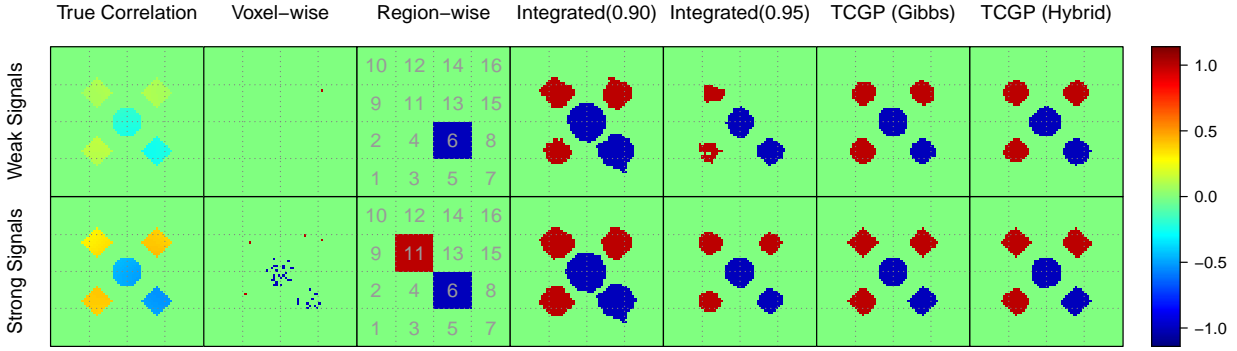 True Correlation Voxel−wise Region−wise Integrated(0.90) Integrated(0.95) TCGP (Gibbs) TCGP (Hybrid)
Weak Signals
10 12 14 16
9 11 13 15
2 4 6 8
1 3 5 7
Strong Signals
10 12 14 16
9 11 13 15
2 4 6 8
1 3 5 7
1.0
0.5
0.0
−0.5
−1.0